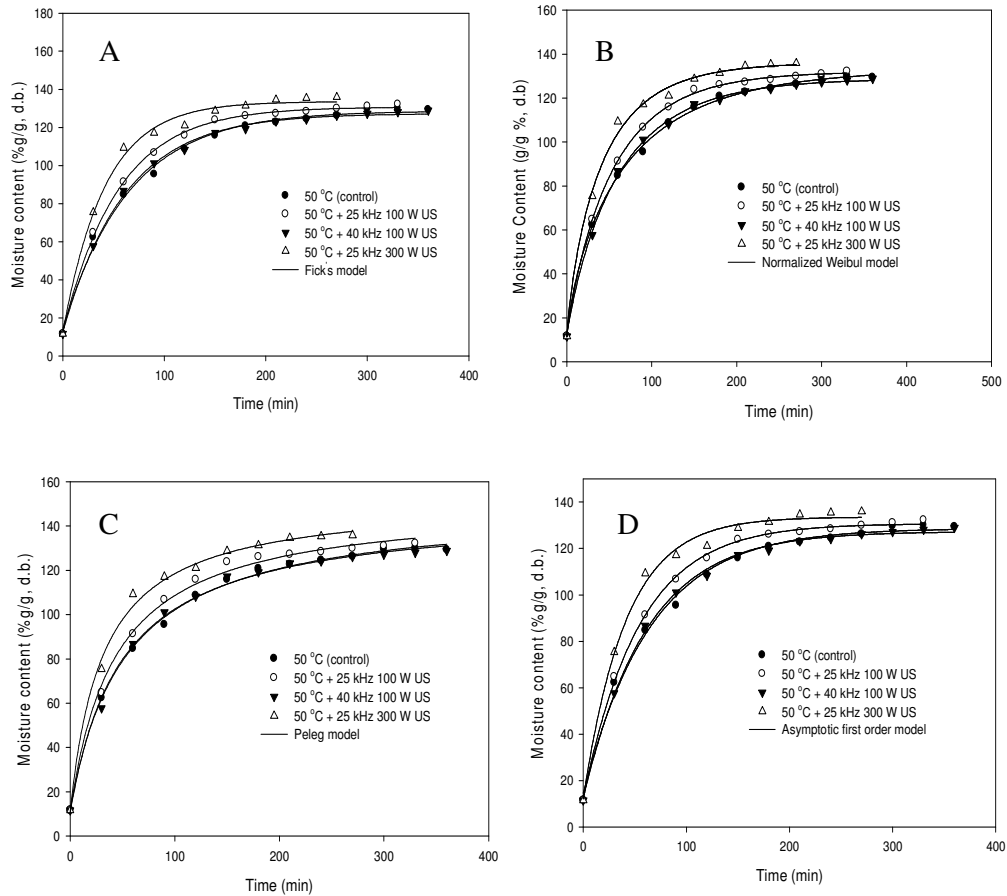 A
Moisture content (%g/g, d.b.)
180
160
140
120
100
80
60
40
20
0
50 °C (control)
50 °C + 25 kHz 100 W US
50 °C + 40 kHz 100 W US
50 °C + 25 kHz 300 W US
Fick's model
0 100 200 300 400
Time (min)
B
Moisture Content (g/g %, d.b)
160
140
120
100
80
60
40
20
0
50 °C (control)
50 °C + 25 kHz 100 W US
50 °C + 40 kHz 100 W US
50 °C + 25 kHz 300 W US
Normalized Weibul model
0 100 200 300 400 500
Time (min)
C
Moisture content (%g/g, d.b.)
160
140
120
100
80
60
40
20
0
50 °C (control)
50 °C + 25 kHz 100 W US
50 °C + 40 kHz 100 W US
50 °C + 25 kHz 300 W US
Peleg model
0 100 200 300 400
Time (min)
D
Moisture content (%g/g, d.b.)
140
120
100
80
60
40
20
0
50 °C (control)
50 °C + 25 kHz 100 W US
50 °C + 40 kHz 100 W US
50 °C + 25 kHz 300 W US
Asymptotic first order model
0 100 200 300 400
Time (min)